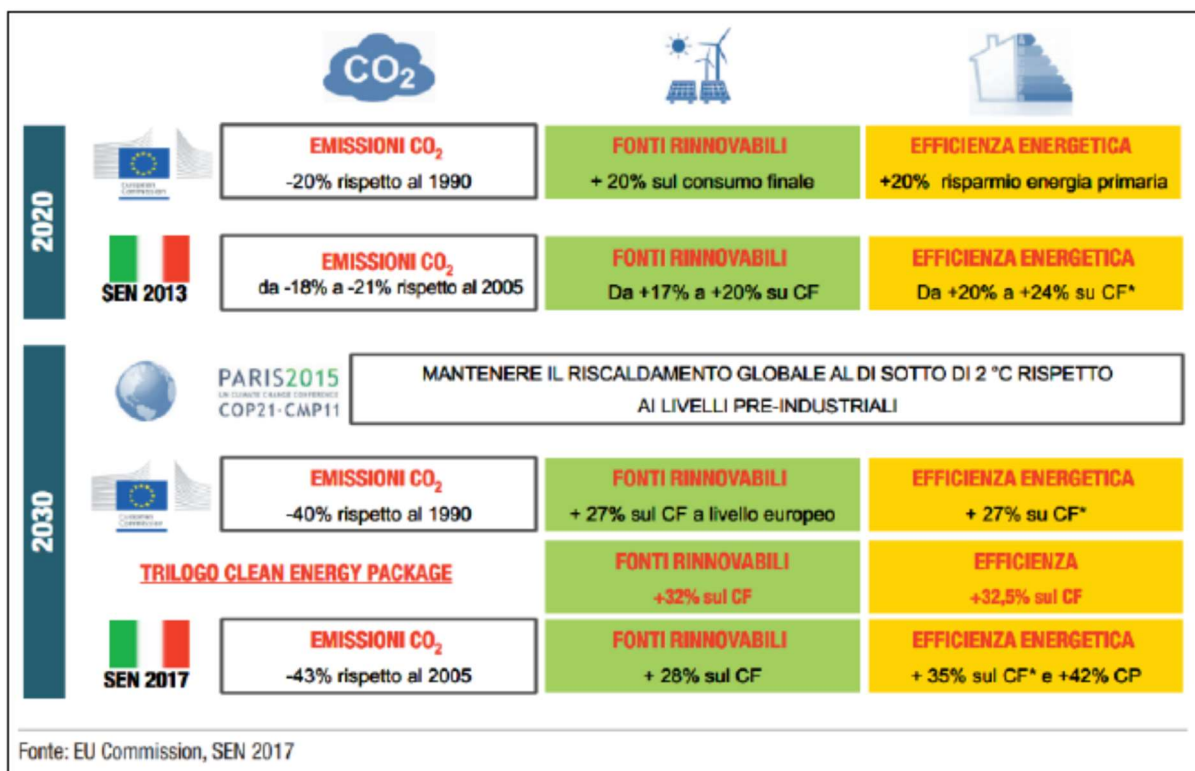 CO2
2020
EMISSIONI CO2
-20% rispetto al 1990
FONTI RINNOVABILI
+ 20% sul consumo finale
EFFICIENZA ENERGETICA
+20% risparmio energia primaria
SEN 2013
EMISSIONI CO2
da -18% a -21% rispetto al 2005
FONTI RINNOVABILI
Da +17% a +20% su CF
EFFICIENZA ENERGETICA
Da +20% a +24% su CF*
2030
PARIS2015
UN CLIMATE CHANGE CONFERENCE
COP21·CMP11
MANTENERE IL RISCALDAMENTO GLOBALE AL DI SOTTO DI 2 °C RISPETTO
AI LIVELLI PRE-INDUSTRIALI
European
Commission
EMISSIONI CO2
-40% rispetto al 1990
FONTI RINNOVABILI
+ 27% sul CF a livello europeo
EFFICIENZA ENERGETICA
+ 27% su CF*
TRILOGO CLEAN ENERGY PACKAGE
FONTI RINNOVABILI
+32% sul CF
EFFICIENZA
+32,5% sul CF
SEN 2017
EMISSIONI CO2
-43% rispetto al 2005
FONTI RINNOVABILI
+ 28% sul CF
EFFICIENZA ENERGETICA
+ 35% sul CF* e +42% CP
Fonte: EU Commission, SEN 2017